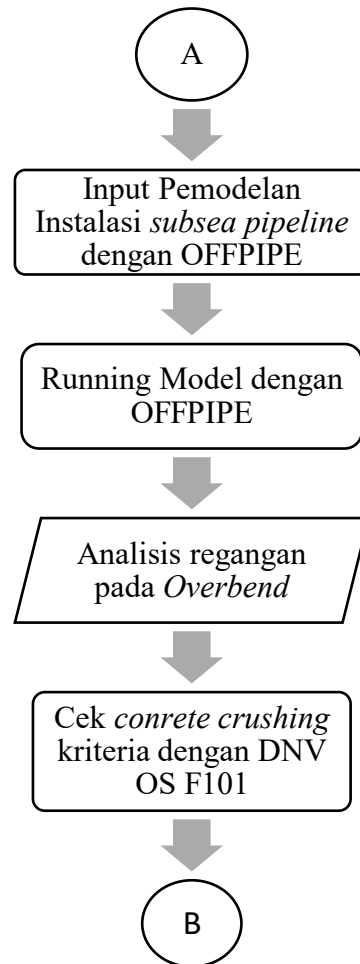 A
Input Pemodelan
Instalasi subsea pipeline
dengan OFFPIPE
Running Model dengan
OFFPIPE
Analisis regangan
pada Overbend
Cek conrete crushing
kriteria dengan DNV
OS F101
B